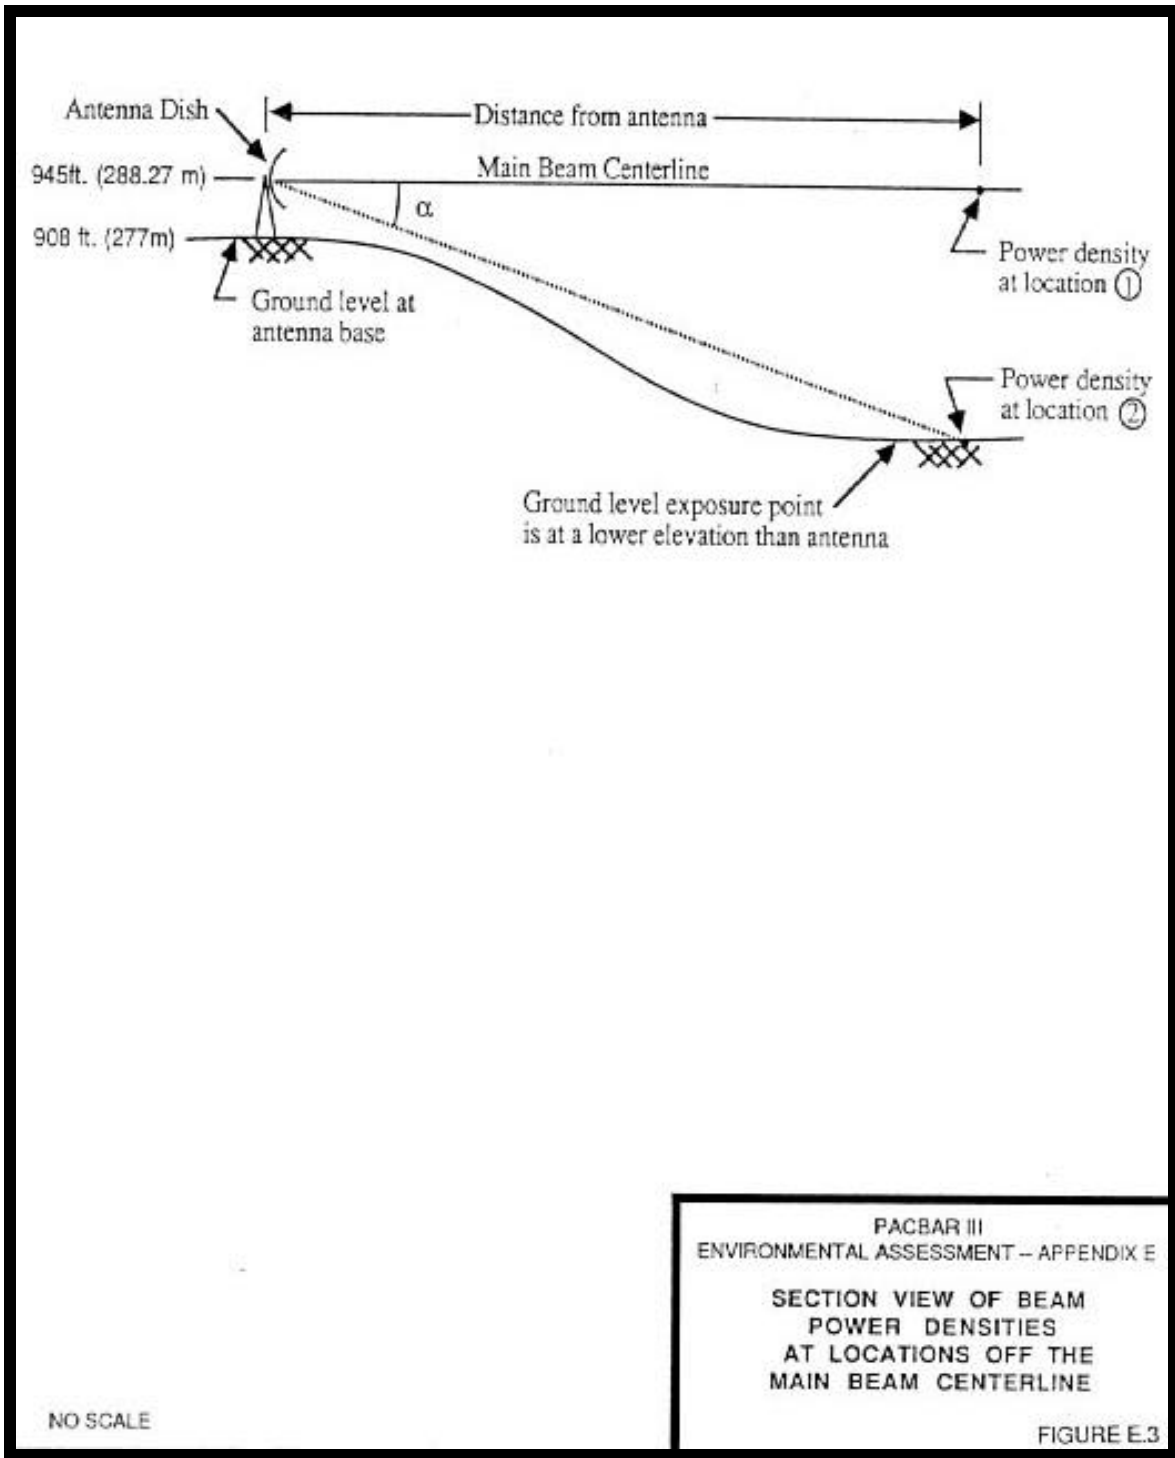 Antenna Dish
Distance from antenna
945ft. (288.27 m)
Main Beam Centerline
α
908 ft. (277m)
Power density
at location ①
Ground level at
antenna base
Power density
at location ②
Ground level exposure point
is at a lower elevation than antenna
PACBAR III
ENVIRONMENTAL ASSESSMENT – APPENDIX E
SECTION VIEW OF BEAM
POWER DENSITIES
AT LOCATIONS OFF THE
MAIN BEAM CENTERLINE
NO SCALE
FIGURE E.3